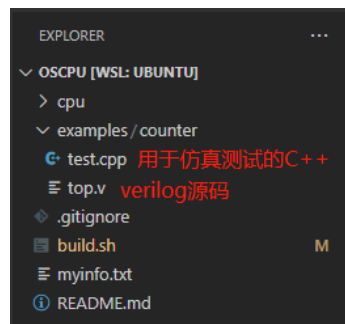 EXPLORER ...
OSCPU [WSL: UBUNTU]
cpu
examples / counter
test.cpp 用于仿真测试的C++
top.v verilog源码
.gitignore
build.sh M
myinfo.txt
README.md